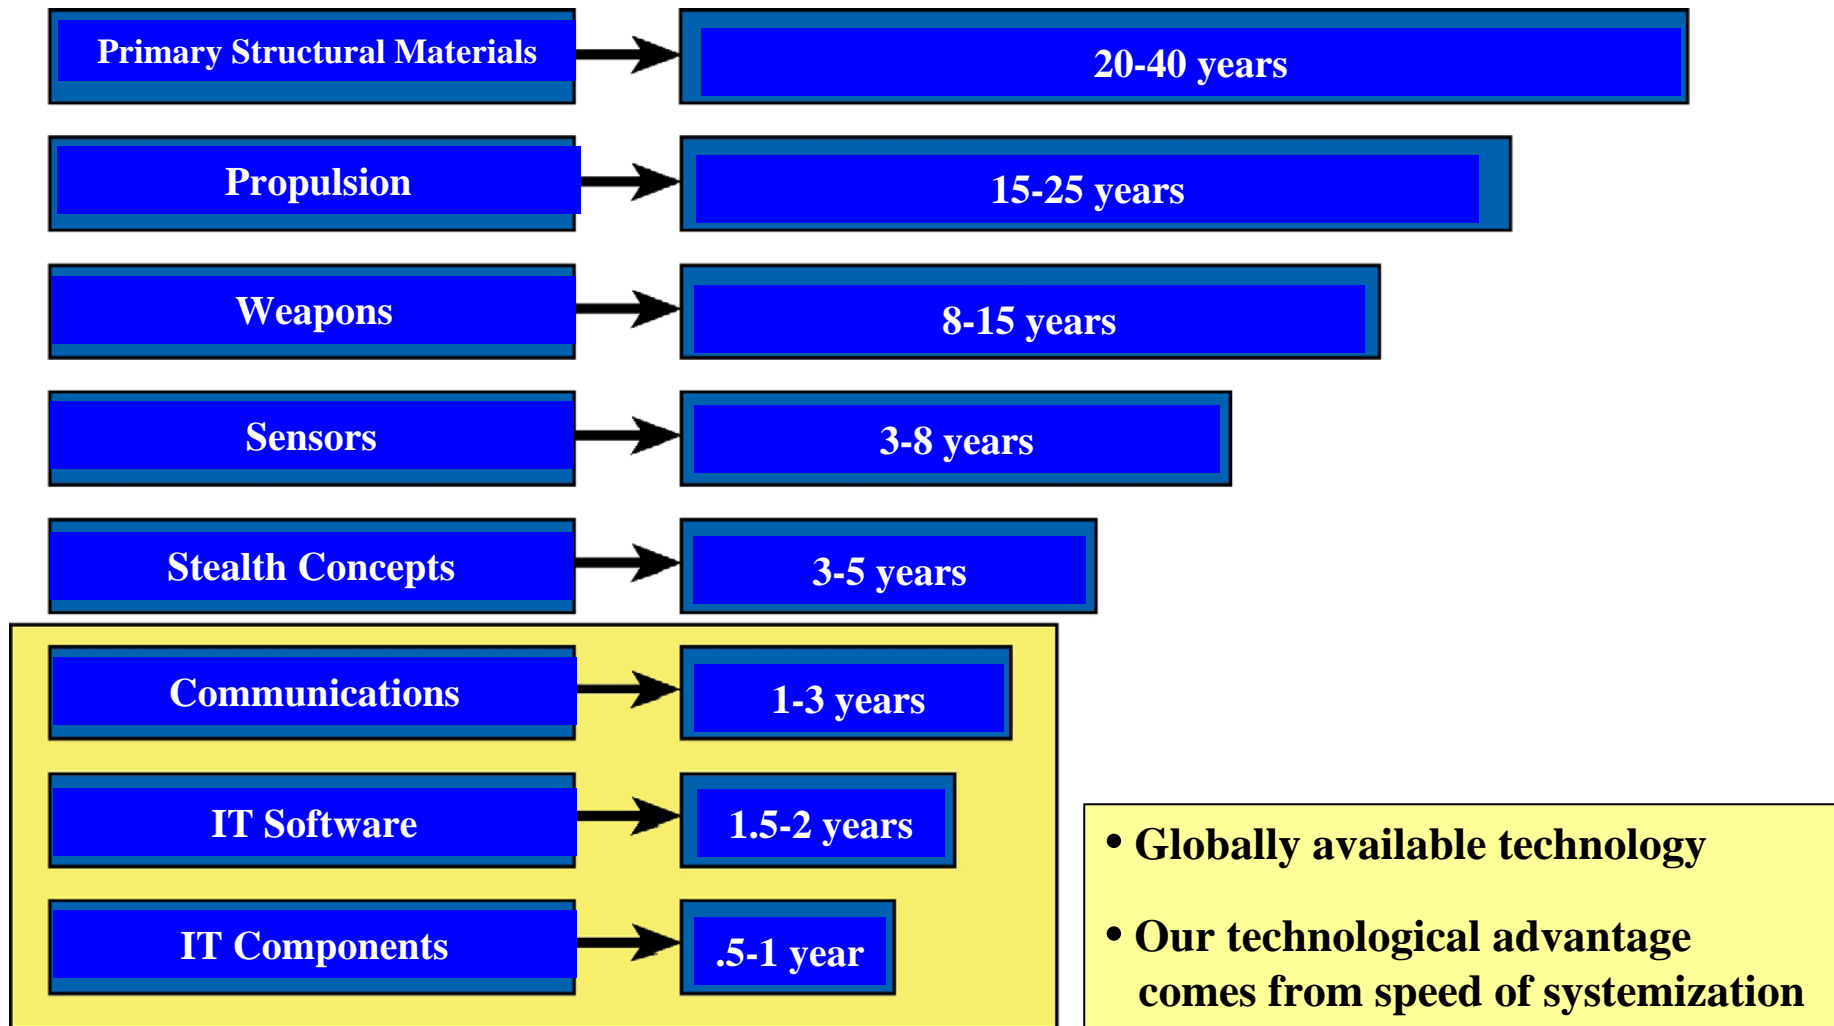 Primary Structural Materials
20-40 years
Propulsion
15-25 years
Weapons
8-15 years
Sensors
3-8 years
Stealth Concepts
3-5 years
Communications
1-3 years
IT Software
1.5-2 years
IT Components
.5-1 year
• Globally available technology
• Our technological advantage
comes from speed of systemization